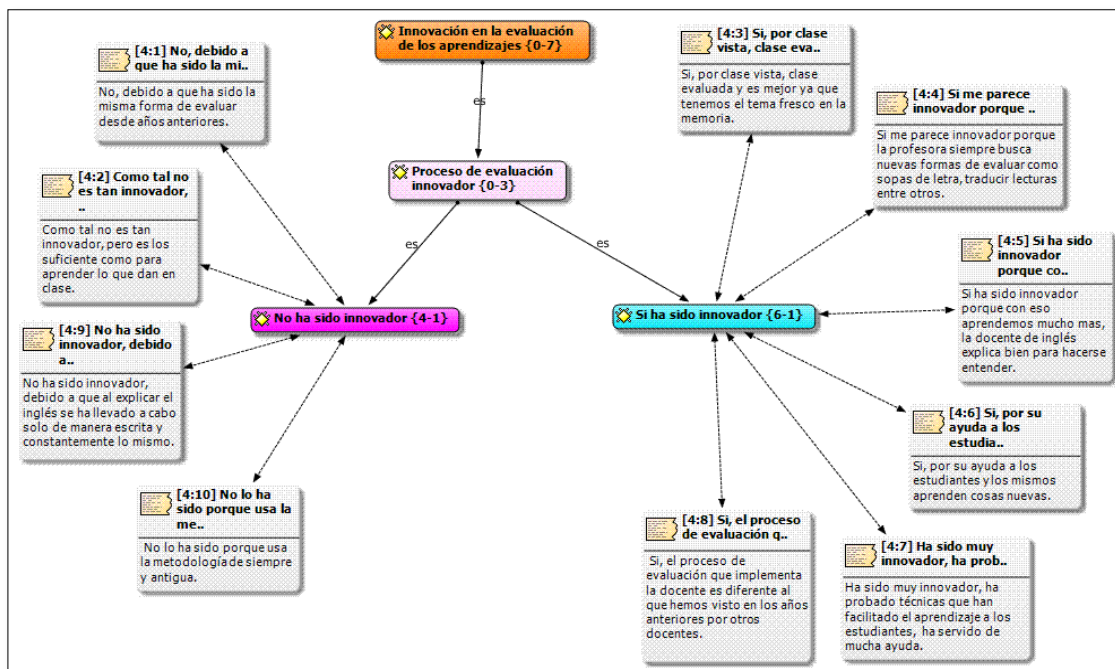 Innovación en la evaluación
de los aprendizajes {0-7}
es
Proceso de evaluación
innovador {0-3}
es
es
No ha sido innovador {4-1}
Si ha sido innovador {6-1}
[4:1] No, debido
a que ha sido la mi..
No, debido a que ha sido la
misma forma de evaluar
desde años anteriores.
[4:2] Como tal no
es tan innovador,
..
Como tal no es tan
innovador, pero es los
suficiente como para
aprender lo que dan en
clase.
[4:9] No ha sido
innovador, debido
a..
No ha sido innovador,
debido a que al explicar el
inglés se ha llevado a cabo
solo de manera escrita y
constantemente lo mismo.
[4:10] No lo ha
sido porque usa la
me..
No lo ha sido porque usa
la metodología de siempre
y antigua.
[4:3] Si, por clase
vista, clase eva..
Si, por clase vista, clase
evaluada y es mejor ya que
tenemos el tema fresco en la
memoria.
[4:4] Si me parece
innovador porque ..
Si me parece innovador porque
la profesora siempre busca
nuevas formas de evaluar como
sopas de letra, traducir lecturas
entre otros.
[4:5] Si ha sido
innovador
porque co..
Si ha sido innovador
porque con eso
aprendemos mucho mas,
la docente de inglés
explica bien para hacerse
entender.
[4:6] Si, por su
ayuda a los
estudia..
Si, por su ayuda a los
estudiantes y los mismos
aprenden cosas nuevas.
[4:7] Ha sido muy
innovador, ha prob..
Ha sido muy innovador, ha
probado técnicas que han
facilitado el aprendizaje a los
estudiantes, ha servido de
mucha ayuda.
[4:8] Si, el proceso
de evaluación q..
Si, el proceso de
evaluación que implementa
la docente es diferente al
que hemos visto en los años
anteriores por otros
docentes.